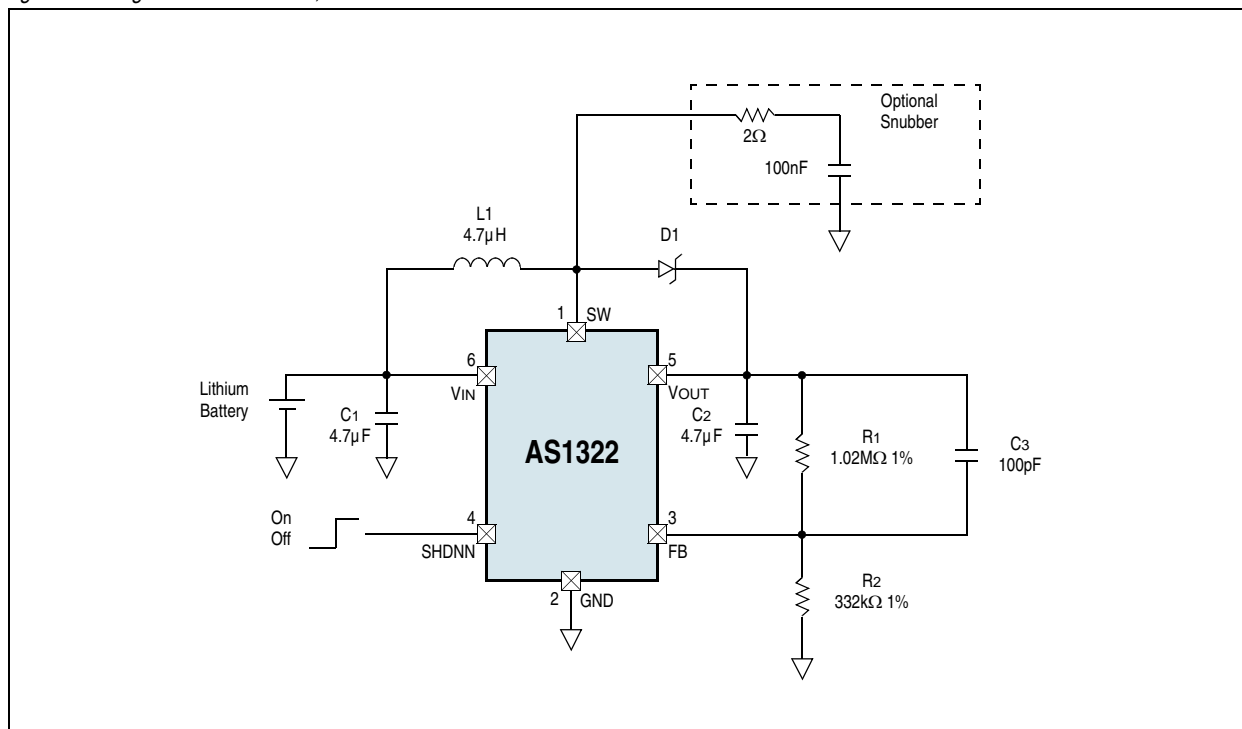 Optional
Snubber
2Ω
100nF
L1
4.7µH
D1
1 SW
6
VIN
5
VOUT
Lithium
Battery
C1
4.7µF
C2
4.7µF
R1
1.02MΩ 1%
C3
100pF
AS1322
On
Off
4
SHDNN
3
FB
R2
332kΩ 1%
2 GND